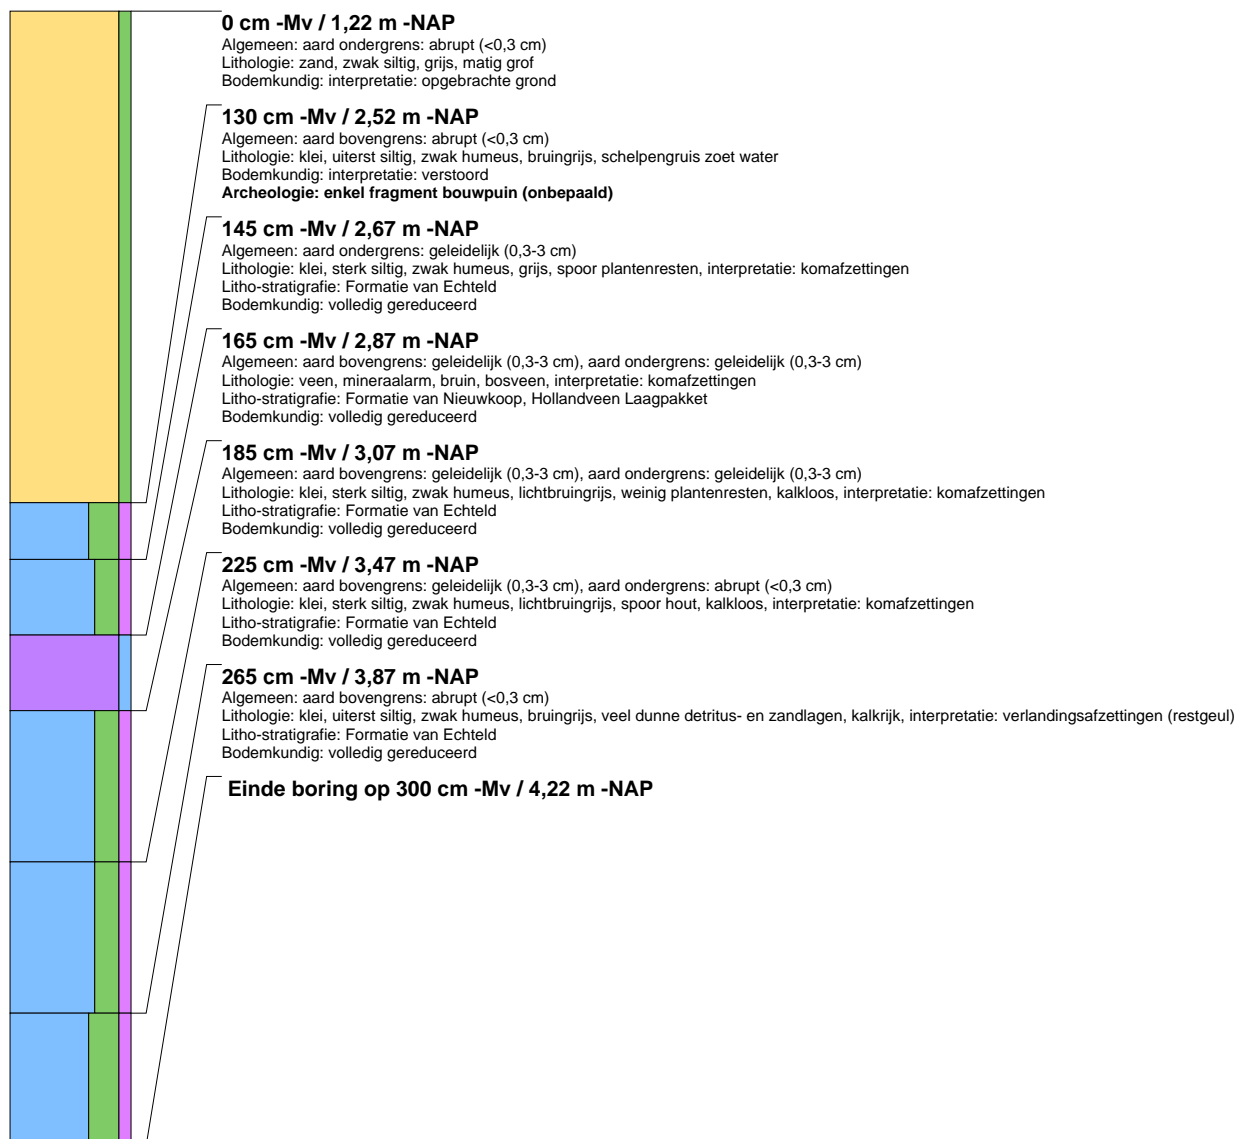 0 cm -Mv / 1,22 m -NAP
Algemeen: aard ondergrens: abrupt (<0,3 cm)
Lithologie: zand, zwak siltig, grijs, matig grof
Bodemkundig: interpretatie: opgebrachte grond
130 cm -Mv / 2,52 m -NAP
Algemeen: aard bovengrens: abrupt (<0,3 cm)
Lithologie: klei, uiterst siltig, zwak humeus, bruingrijs, schelpengruis zoet water
Bodemkundig: interpretatie: verstoord
Archeologie: enkel fragment bouwpuin (onbepaald)
145 cm -Mv / 2,67 m -NAP
Algemeen: aard ondergrens: geleidelijk (0,3-3 cm)
Lithologie: klei, sterk siltig, zwak humeus, grijs, spoor plantenresten, interpretatie: komafzettingen
Litho-stratigrafie: Formatie van Echteld
Bodemkundig: volledig gereduceerd
165 cm -Mv / 2,87 m -NAP
Algemeen: aard bovengrens: geleidelijk (0,3-3 cm), aard ondergrens: geleidelijk (0,3-3 cm)
Lithologie: veen, mineraalarm, bruin, bosveen, interpretatie: komafzettingen
Litho-stratigrafie: Formatie van Nieuwkoop, Hollandveen Laagpakket
Bodemkundig: volledig gereduceerd
185 cm -Mv / 3,07 m -NAP
Algemeen: aard bovengrens: geleidelijk (0,3-3 cm), aard ondergrens: geleidelijk (0,3-3 cm)
Lithologie: klei, sterk siltig, zwak humeus, lichtbruingrijs, weinig plantenresten, kalkloos, interpretatie: komafzettingen
Litho-stratigrafie: Formatie van Echteld
Bodemkundig: volledig gereduceerd
225 cm -Mv / 3,47 m -NAP
Algemeen: aard bovengrens: geleidelijk (0,3-3 cm), aard ondergrens: abrupt (<0,3 cm)
Lithologie: klei, sterk siltig, zwak humeus, lichtbruingrijs, spoor hout, kalkloos, interpretatie: komafzettingen
Litho-stratigrafie: Formatie van Echteld
Bodemkundig: volledig gereduceerd
265 cm -Mv / 3,87 m -NAP
Algemeen: aard bovengrens: abrupt (<0,3 cm)
Lithologie: klei, uiterst siltig, zwak humeus, bruingrijs, veel dunne detritus- en zandlagen, kalkrijk, interpretatie: verlandingsafzettingen (restgeul)
Litho-stratigrafie: Formatie van Echteld
Bodemkundig: volledig gereduceerd
Einde boring op 300 cm -Mv / 4,22 m -NAP